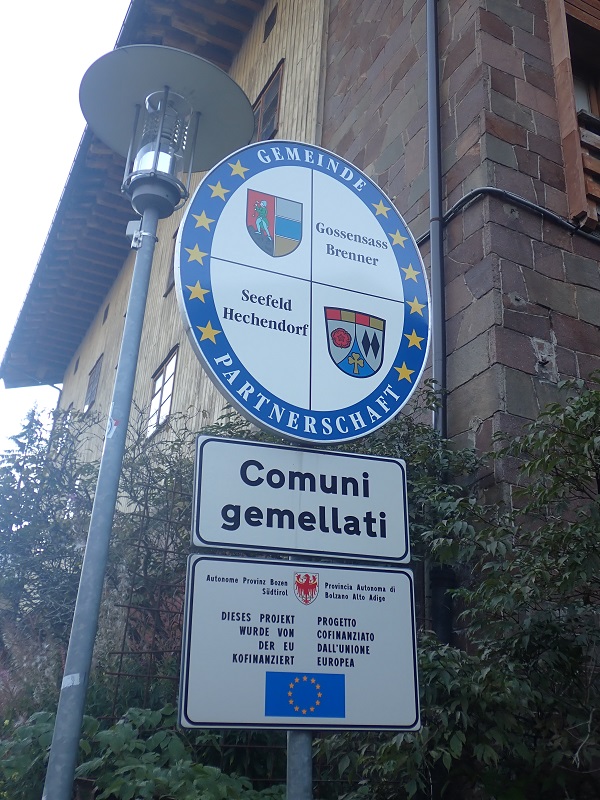 GEMEINDE
Gossensass
Brenner
Seefeld
Hechendorf
PARTNERSCHAFT
Comuni
gemellati
Autonome Provinz Bozen
Südtirol
Provincia Autonoma di
Bolzano Alto Adige
DIESES PROJEKT
WURDE VON
DER EU
KOFINANZIERT
PROGETTO
COFINANZIATO
DALL'UNIONE
EUROPEA